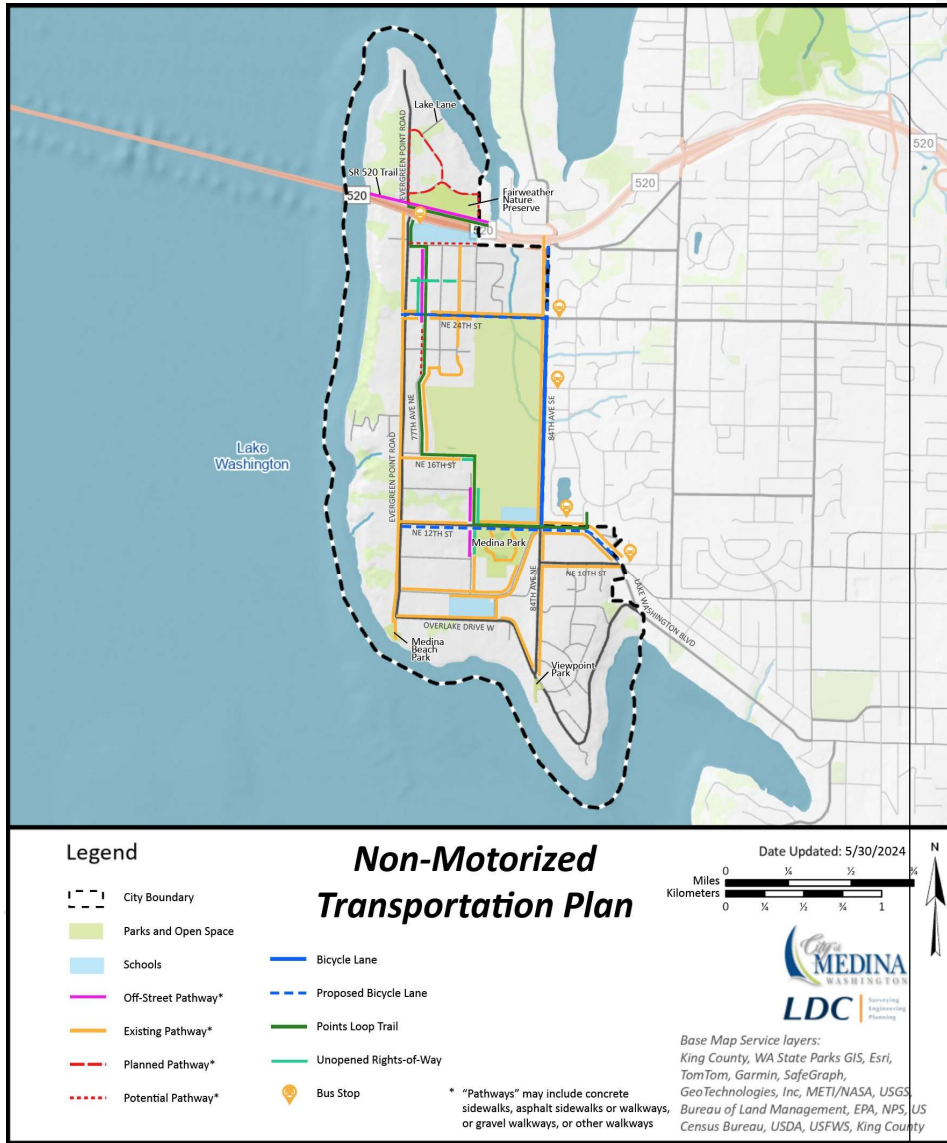 Lake Lane
EVERGREEN POINT ROAD
SR 520 Trail
520
520
520
520
Fairweather
Nature
Preserve
NE 24TH ST
77TH AVE NE
84TH AVE SE
Lake
Washington
EVERGREEN POINT ROAD
NE 16TH ST
NE 12TH ST
Medina Park
84TH AVE NE
NE 10TH ST
LAKE WASHINGTON BLVD
OVERLAKE DRIVE W
Medina
Beach
Park
Viewpoint
Park
Legend
City Boundary
Parks and Open Space
Schools
Off-Street Pathway*
Existing Pathway*
Planned Pathway*
Potential Pathway*
Non-Motorized
Transportation Plan
Bicycle Lane
Proposed Bicycle Lane
Points Loop Trail
Unopened Rights-of-Way
Bus Stop
* "Pathways" may include concrete
sidewalks, asphalt sidewalks or walkways,
or gravel walkways, or other walkways
Date Updated: 5/30/2024
N
0 ¼ ½ ¾
Miles
Kilometers
0 ¼ ½ ¾ 1
City of
MEDINA
WASHINGTON
LDC
Surveying
Engineering
Planning
Base Map Service layers:
King County, WA State Parks GIS, Esri,
TomTom, Garmin, SafeGraph,
GeoTechnologies, Inc, METI/NASA, USGS,
Bureau of Land Management, EPA, NPS, US
Census Bureau, USDA, USFWS, King County